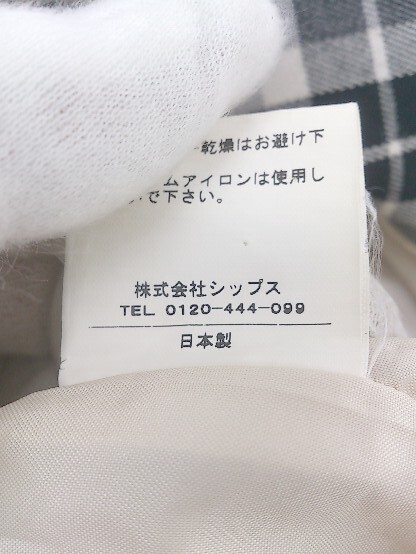 乾燥はお避け下
ムアイロンは使用し
で下さい。
株式会社シップス
TEL 0120-444-099
日本製